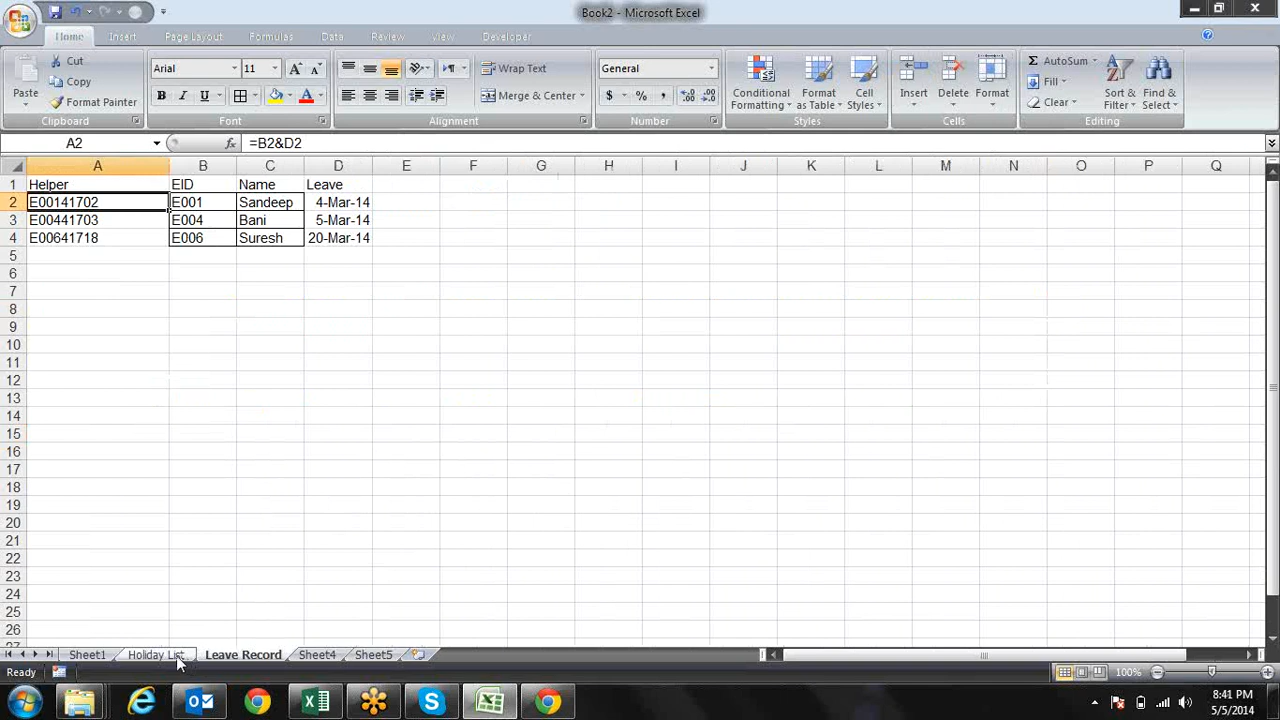 Book2 - Microsoft Excel
Home Insert Page Layout Formulas Data Review View Developer
Paste Cut Copy Format Painter Clipboard
Arial 11 Font
Wrap Text Merge & Center Alignment
General $ % , Number
Conditional Formatting Format as Table Cell Styles Styles
Insert Delete Format Cells
Σ AutoSum Fill Clear Sort & Filter Find & Select Editing
A2 fx =B2&D2
A B C D E F G H I J K L M N O P Q
1 Helper EID Name Leave
2 E00141702 E001 Sandeep 4-Mar-14
3 E00441703 E004 Bani 5-Mar-14
4 E00641718 E006 Suresh 20-Mar-14
5
6
7
8
9
10
11
12
13
14
15
16
17
18
19
20
21
22
23
24
25
26
27
Sheet1 Holiday List Leave Record Sheet4 Sheet5
Ready 100%
8:41 PM
5/5/2014